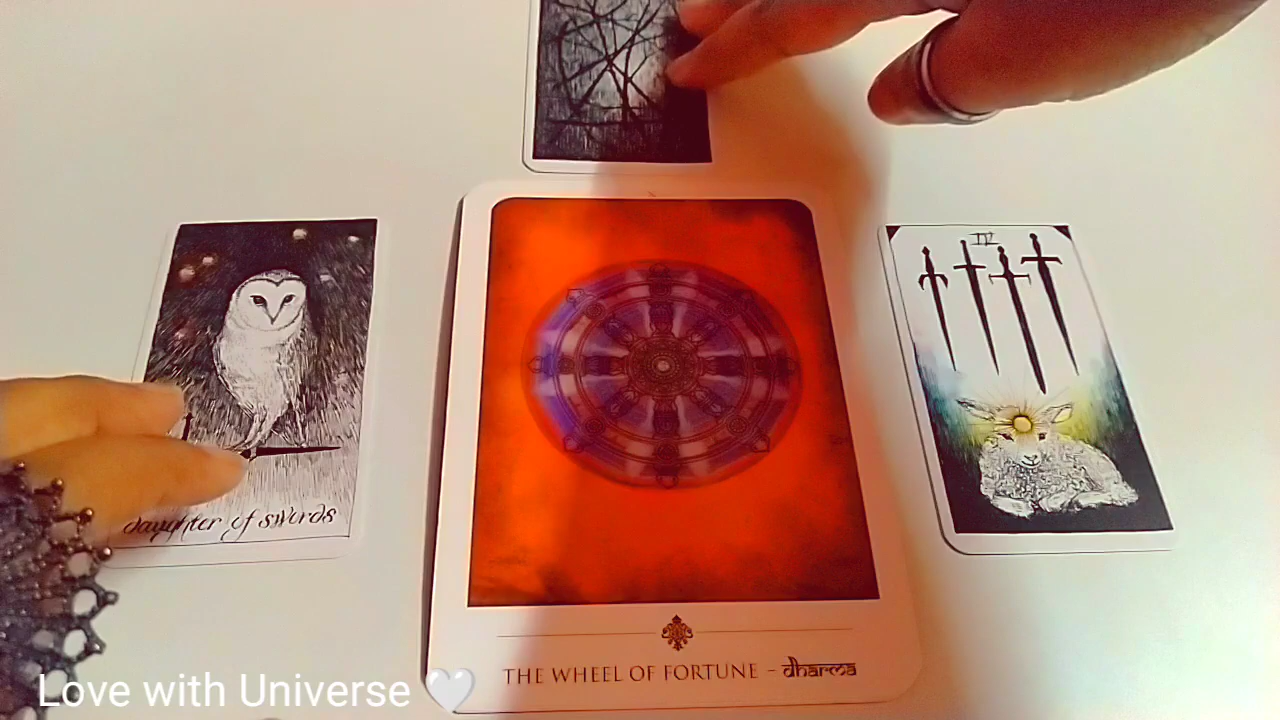 IV
daughter of swords
THE WHEEL OF FORTUNE – dharma
Love with Universe 🤍